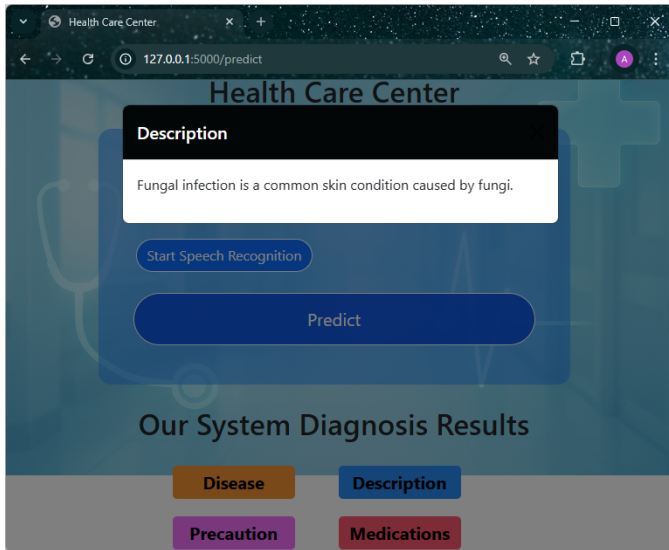 Health Care Center
127.0.0.1:5000/predict
A
Health Care Center
Description
Fungal infection is a common skin condition caused by fungi.
Start Speech Recognition
Predict
Our System Diagnosis Results
Disease
Description
Precaution
Medications